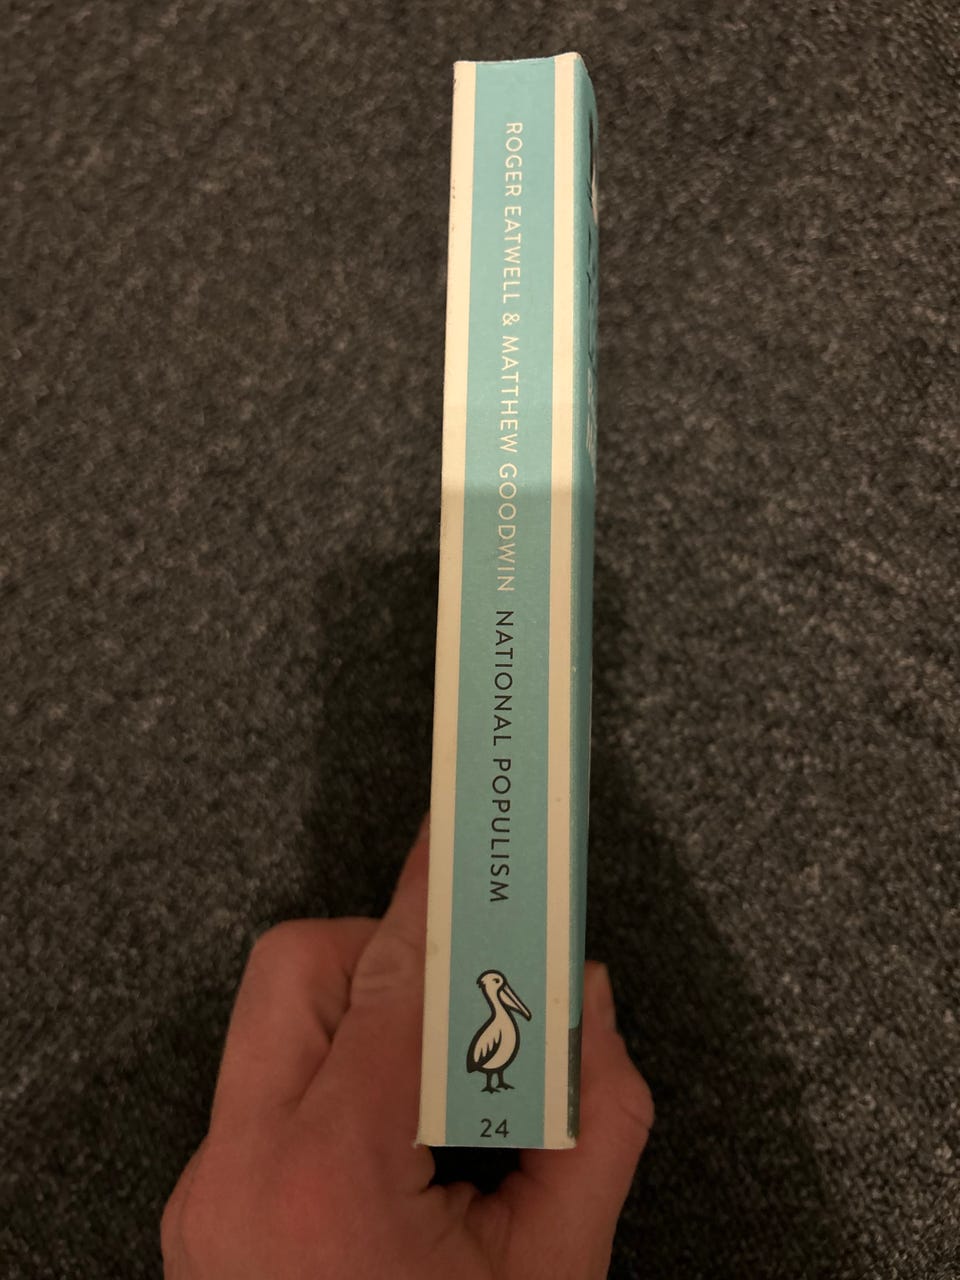 ROGER EATWELL & MATTHEW GOODWIN NATIONAL POPULISM
24